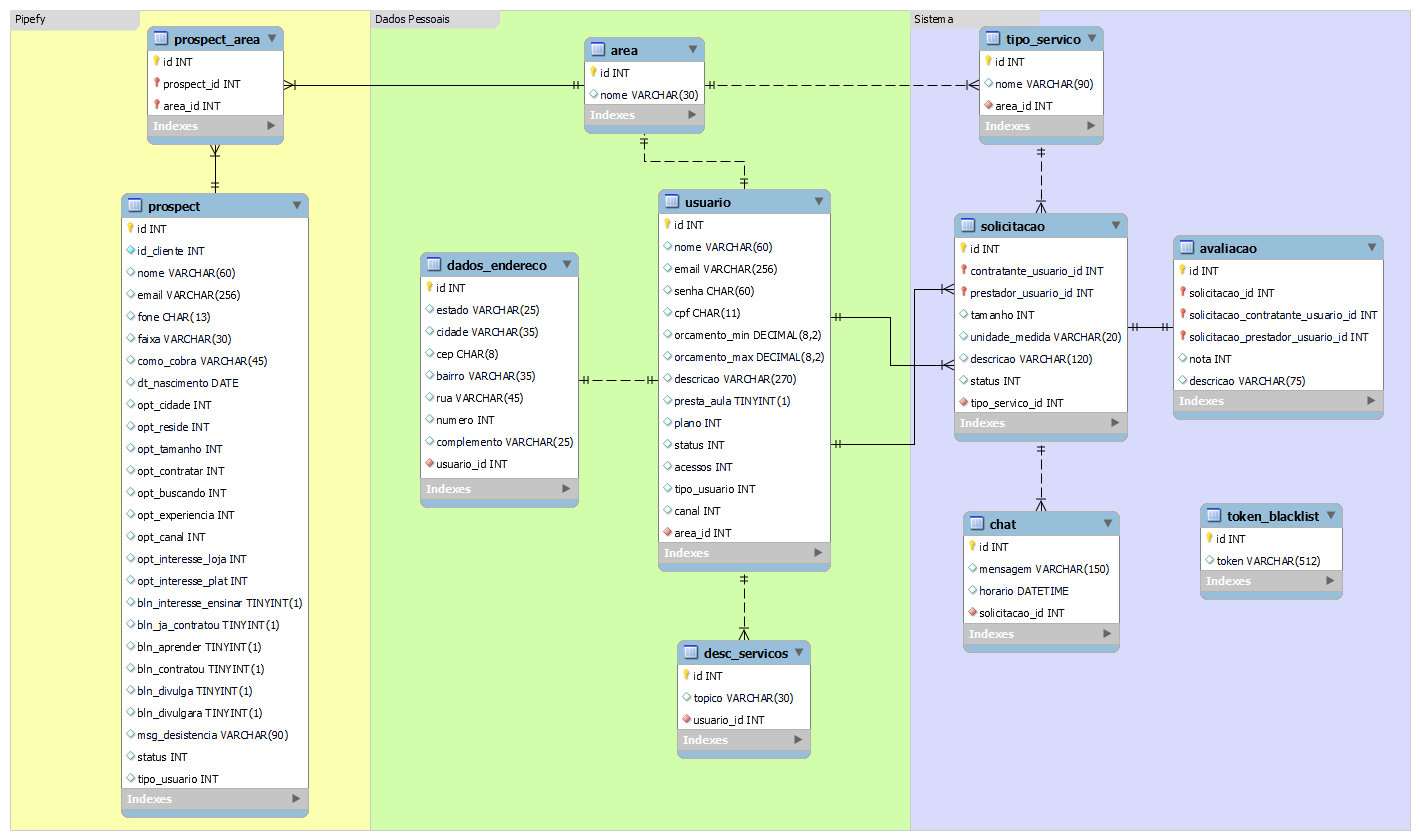 Pipefy
prospect_area
id INT
prospect_id INT
area_id INT
Indexes
prospect
id INT
id_cliente INT
nome VARCHAR(60)
email VARCHAR(256)
fone CHAR(13)
faixa VARCHAR(30)
como_cobra VARCHAR(45)
dt_nascimento DATE
opt_cidade INT
opt_reside INT
opt_tamanho INT
opt_contratar INT
opt_buscando INT
opt_experiencia INT
opt_canal INT
opt_interesse_loja INT
opt_interesse_plat INT
bln_interesse_ensinar TINYINT(1)
bln_ja_contratou TINYINT(1)
bln_aprender TINYINT(1)
bln_contratou TINYINT(1)
bln_divulga TINYINT(1)
bln_divulgara TINYINT(1)
msg_desistencia VARCHAR(90)
status INT
tipo_usuario INT
Indexes
Dados Pessoais
area
id INT
nome VARCHAR(30)
Indexes
dados_endereco
id INT
estado VARCHAR(25)
cidade VARCHAR(35)
cep CHAR(8)
bairro VARCHAR(35)
rua VARCHAR(45)
numero INT
complemento VARCHAR(25)
usuario_id INT
Indexes
usuario
id INT
nome VARCHAR(60)
email VARCHAR(256)
senha CHAR(60)
cpf CHAR(11)
orcamento_min DECIMAL(8,2)
orcamento_max DECIMAL(8,2)
descricao VARCHAR(270)
presta_aula TINYINT(1)
plano INT
status INT
acessos INT
tipo_usuario INT
canal INT
area_id INT
Indexes
desc_servicos
id INT
topico VARCHAR(30)
usuario_id INT
Indexes
Sistema
tipo_servico
id INT
nome VARCHAR(90)
area_id INT
Indexes
solicitacao
id INT
contratante_usuario_id INT
prestador_usuario_id INT
tamanho INT
unidade_medida VARCHAR(20)
descricao VARCHAR(120)
status INT
tipo_servico_id INT
Indexes
avaliacao
id INT
solicitacao_id INT
solicitacao_contratante_usuario_id INT
solicitacao_prestador_usuario_id INT
nota INT
descricao VARCHAR(75)
Indexes
chat
id INT
mensagem VARCHAR(150)
horario DATETIME
solicitacao_id INT
Indexes
token_blacklist
id INT
token VARCHAR(512)
Indexes